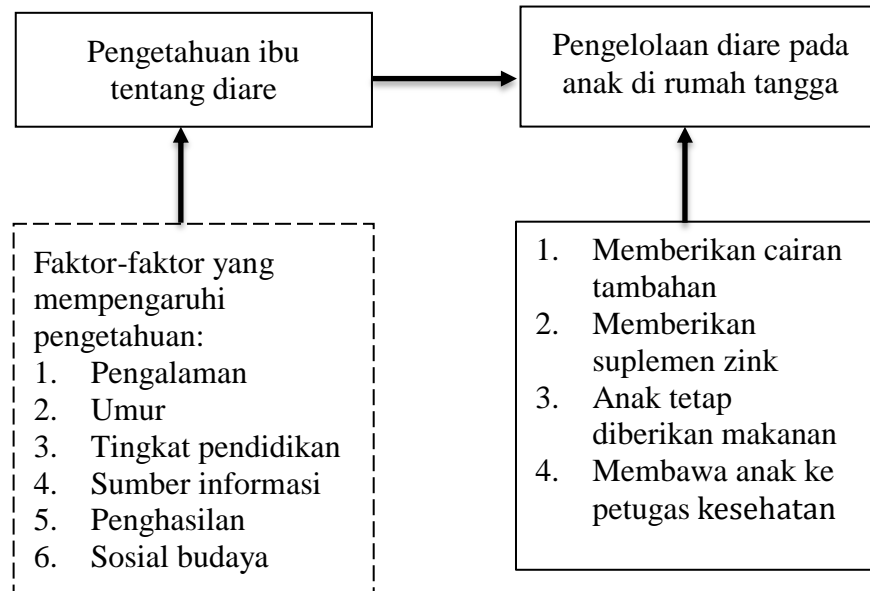 Pengetahuan ibu
tentang diare
Pengelolaan diare pada
anak di rumah tangga
Faktor-faktor yang
mempengaruhi
pengetahuan:
1. Pengalaman
2. Umur
3. Tingkat pendidikan
4. Sumber informasi
5. Penghasilan
6. Sosial budaya
1. Memberikan cairan
tambahan
2. Memberikan
suplemen zink
3. Anak tetap
diberikan makanan
4. Membawa anak ke
petugas kesehatan